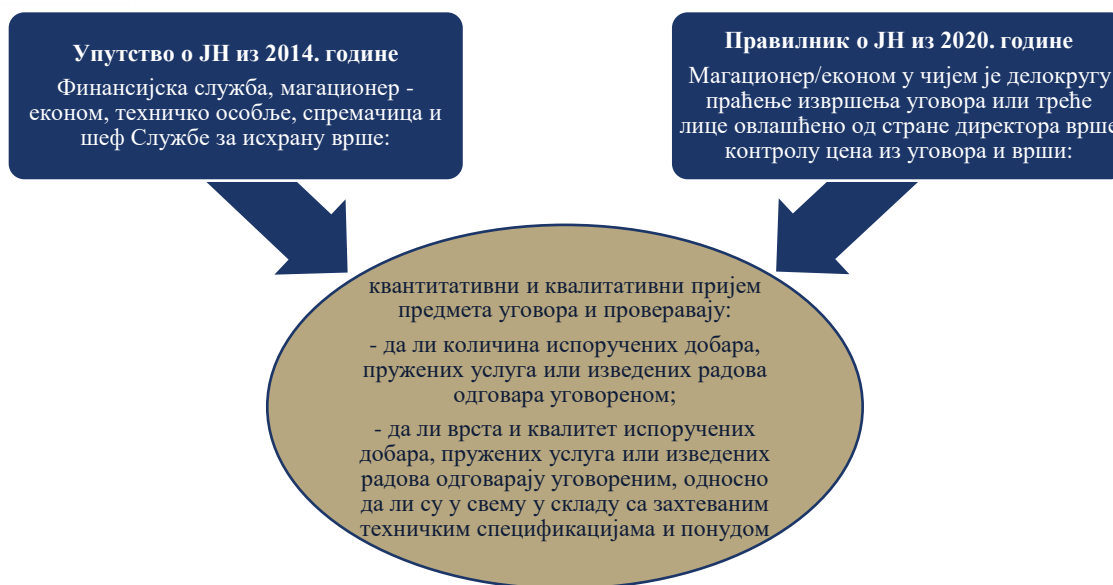 Упутство о ЈН из 2014. године
Финансијска служба, магационер -
економ, техничко особље, спремачица и
шеф Службе за исхрану врше:
Правилник о ЈН из 2020. године
Магационер/економ у чијем је делокругу
праћење извршења уговора или треће
лице овлашћено од стране директора врше
контролу цена из уговора и врши:
квантитативни и квалитативни пријем
предмета уговора и проверавају:
- да ли количина испоручених добара,
пружених услуга или изведених радова
одговара уговореном;
- да ли врста и квалитет испоручених
добара, пружених услуга или изведених
радова одговарају уговореним, односно
да ли су у свему у складу са захтеваним
техничким спецификацијама и понудом